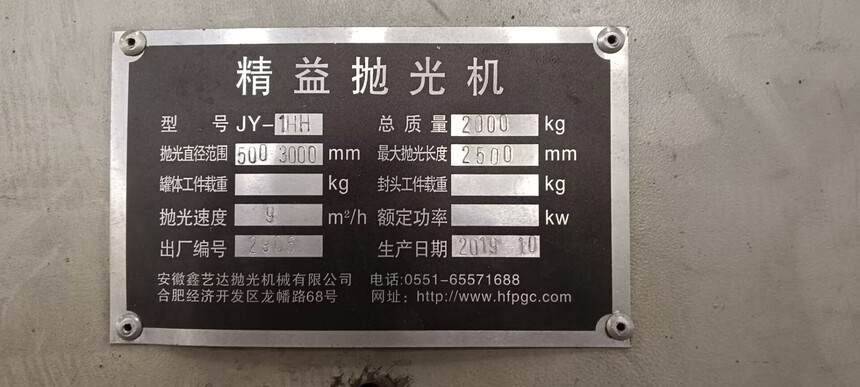 精益抛光机
型 号 JY-1HH 总质量 2000 kg
抛光直径范围 500 3000 mm 最大抛光长度 2500 mm
罐体工件载重 kg 封头工件载重 kg
抛光速度 9 m²/h 额定功率 kw
出厂编号 生产日期 2019 10
安徽鑫艺达抛光机械有限公司 电话:0551-65571688
合肥经济开发区龙幡路68号 网址: http://www.hfpgc.com